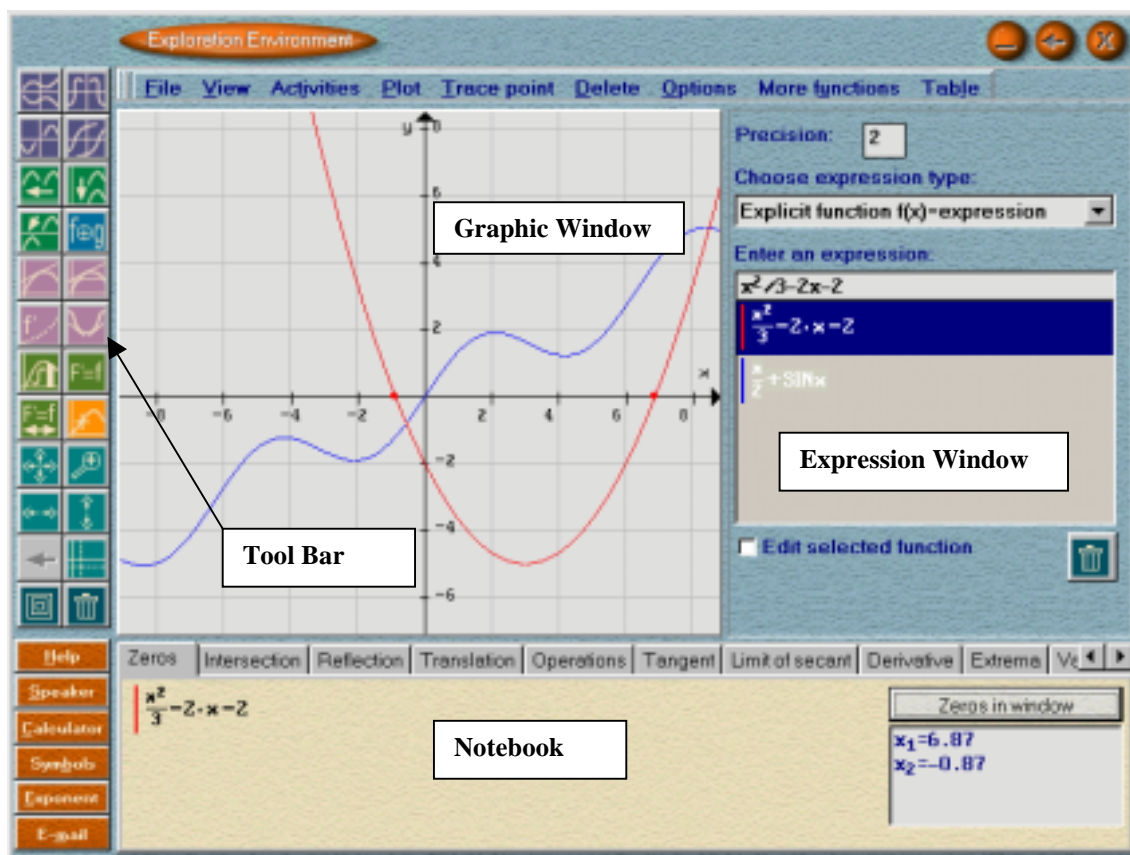 Exploration Environment
File View Activities Plot Trace point Delete Options More functions Table
Precision: 2
Choose expression type:
Explicit function f(x)=expression
Enter an expression:
x²/3-2x-2
x²/3-2·x=2
x/2+SINx
Expression Window
Edit selected function
f⊕g
f'
F'=f
F'=f
y
8
6
4
2
-2
-4
-6
x
-8 -6 -4 -2 2 4 6 8
Graphic Window
Tool Bar
Help
Speaker
Calculator
Symbols
Exponent
E-mail
Zeros Intersection Reflection Translation Operations Tangent Limit of secant Derivative Extrema
x²/3-2·x-2
Notebook
Zeros in window
x₁=6.87
x₂=-0.87